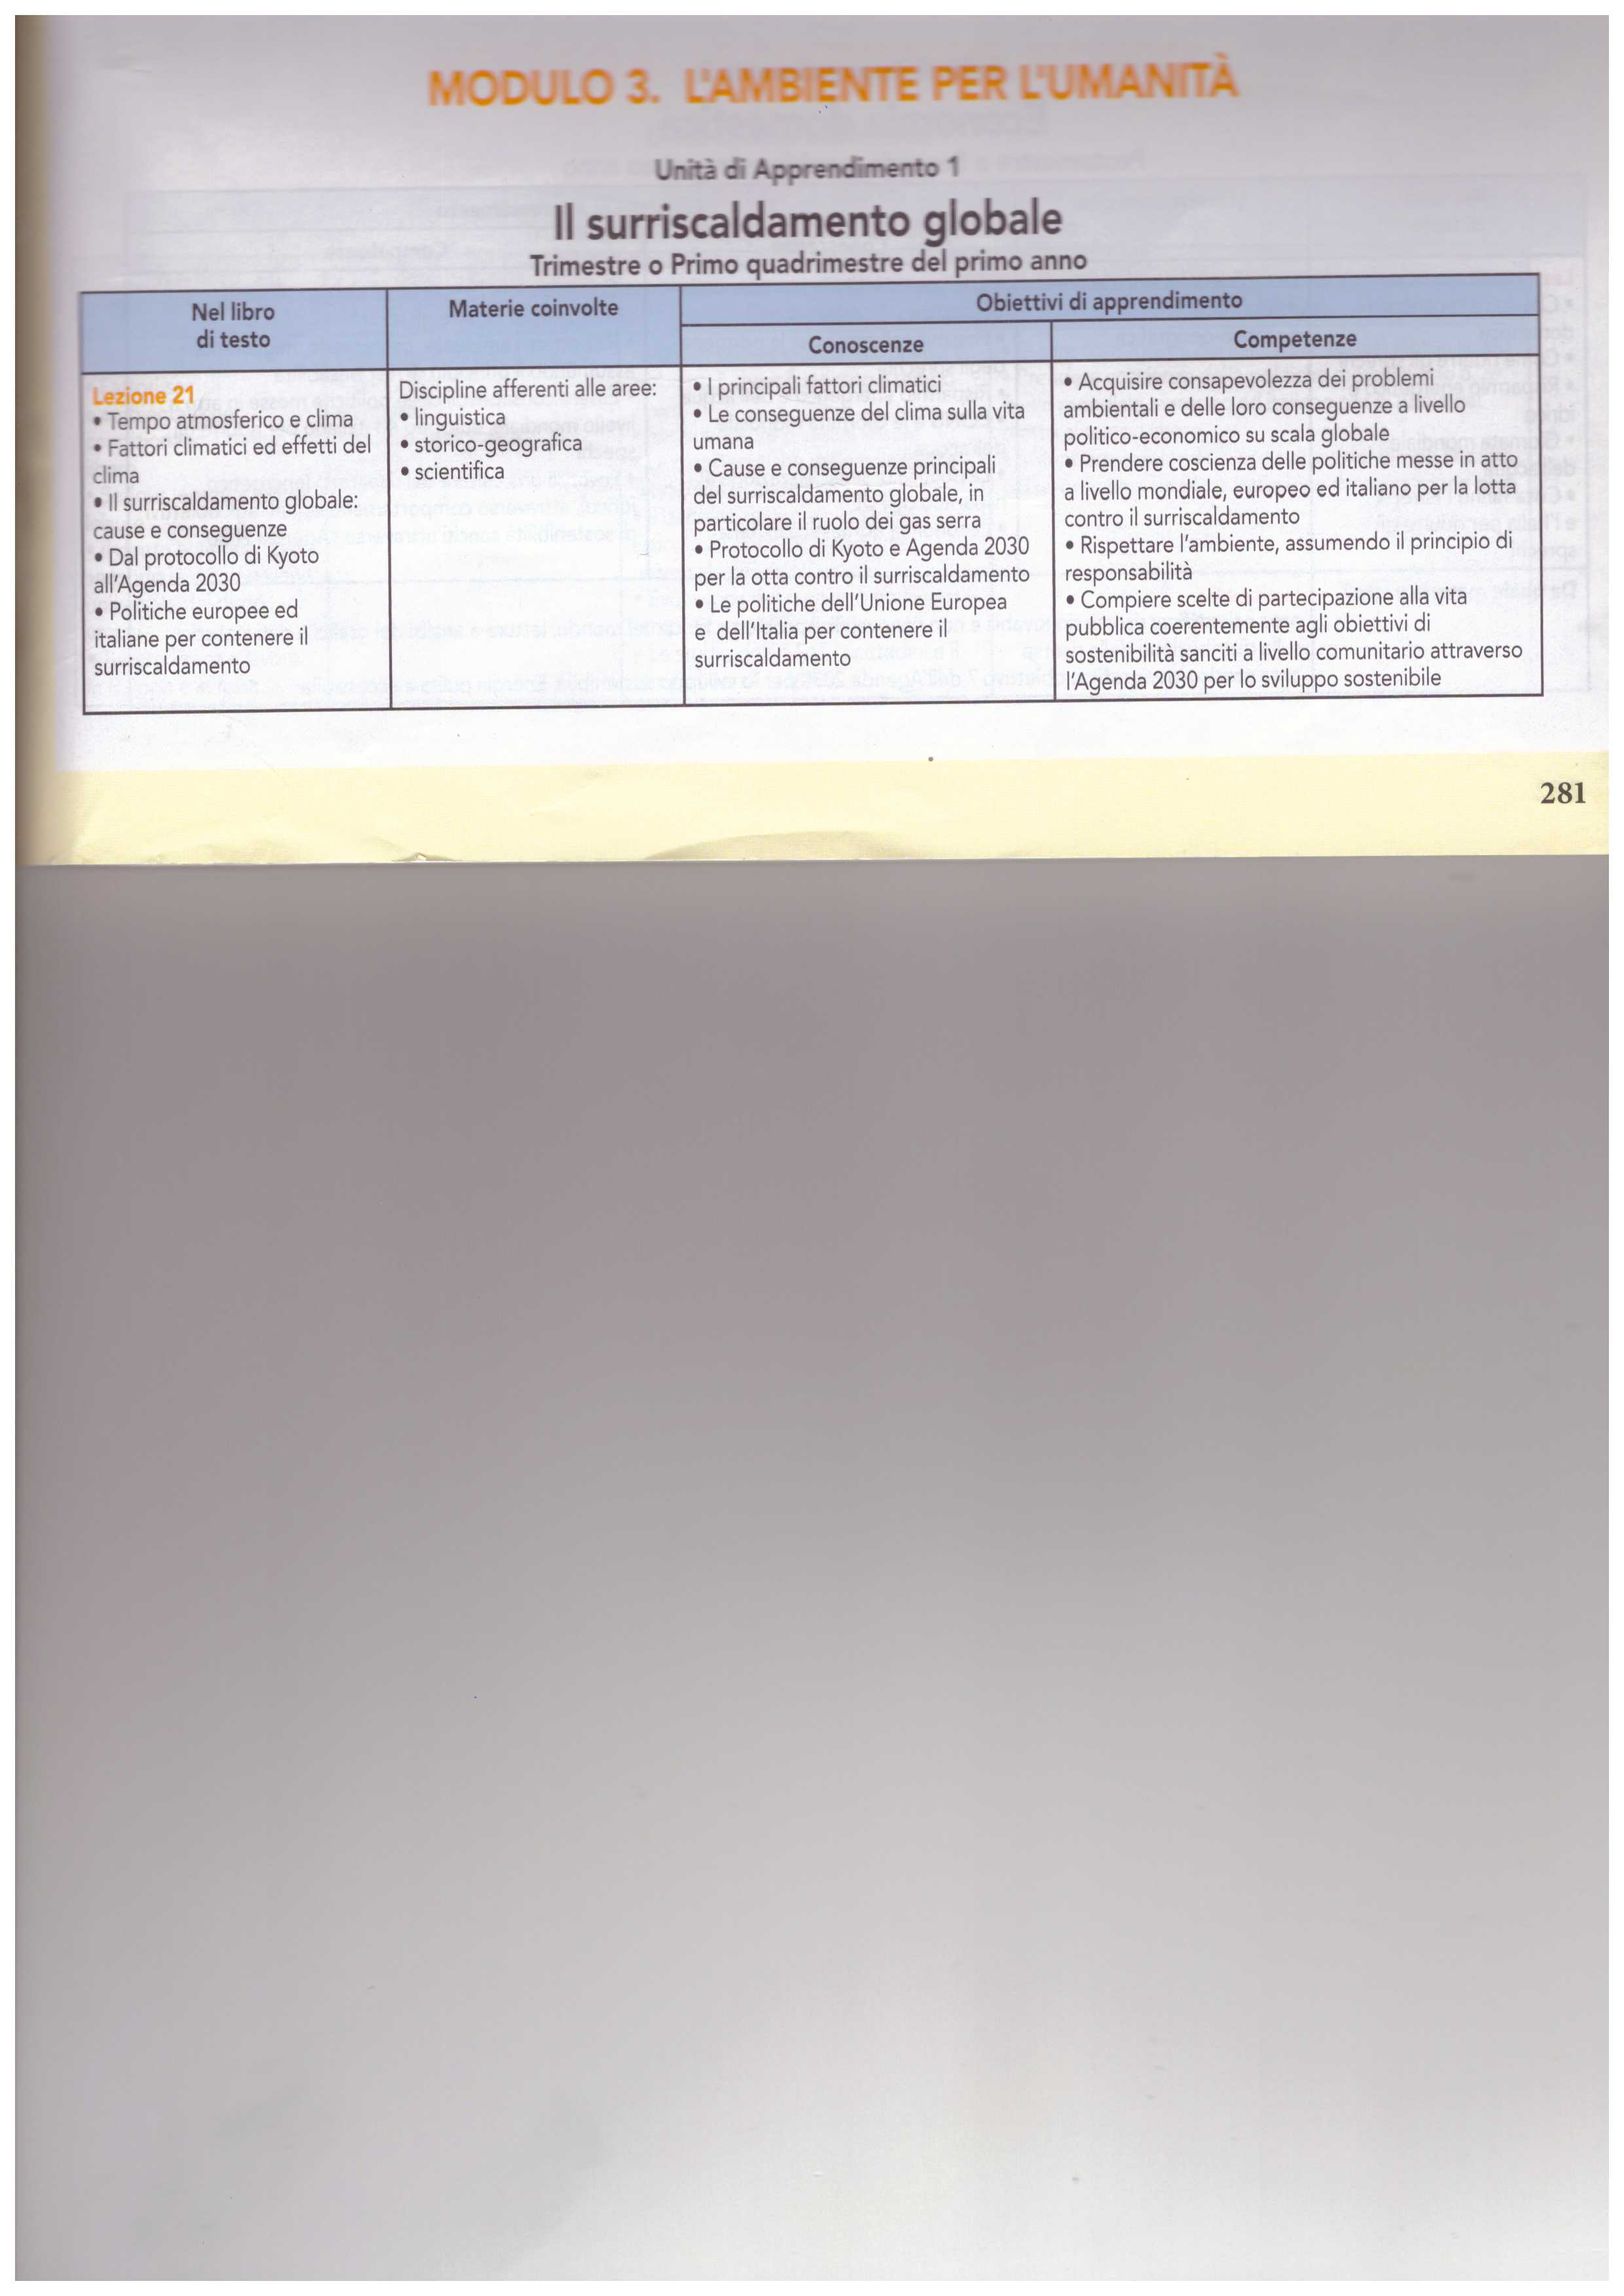 MODULO 3. L'AMBIENTE PER L'UMANITÀ
Unità di Apprendimento 1
Il surriscaldamento globale
Trimestre o Primo quadrimestre del primo anno
Nel libro
di testo
Materie coinvolte
Obiettivi di apprendimento
Conoscenze
Competenze
Lezione 21
• Tempo atmosferico e clima
• Fattori climatici ed effetti del
clima
• Il surriscaldamento globale:
cause e conseguenze
• Dal protocollo di Kyoto
all'Agenda 2030
• Politiche europee ed
italiane per contenere il
surriscaldamento
Discipline afferenti alle aree:
• linguistica
• storico-geografica
• scientifica
• I principali fattori climatici
• Le conseguenze del clima sulla vita
umana
• Cause e conseguenze principali
del surriscaldamento globale, in
particolare il ruolo dei gas serra
• Protocollo di Kyoto e Agenda 2030
per la otta contro il surriscaldamento
• Le politiche dell'Unione Europea
e dell'Italia per contenere il
surriscaldamento
• Acquisire consapevolezza dei problemi
ambientali e delle loro conseguenze a livello
politico-economico su scala globale
• Prendere coscienza delle politiche messe in atto
a livello mondiale, europeo ed italiano per la lotta
contro il surriscaldamento
• Rispettare l'ambiente, assumendo il principio di
responsabilità
• Compiere scelte di partecipazione alla vita
pubblica coerentemente agli obiettivi di
sostenibilità sanciti a livello comunitario attraverso
l'Agenda 2030 per lo sviluppo sostenibile
281